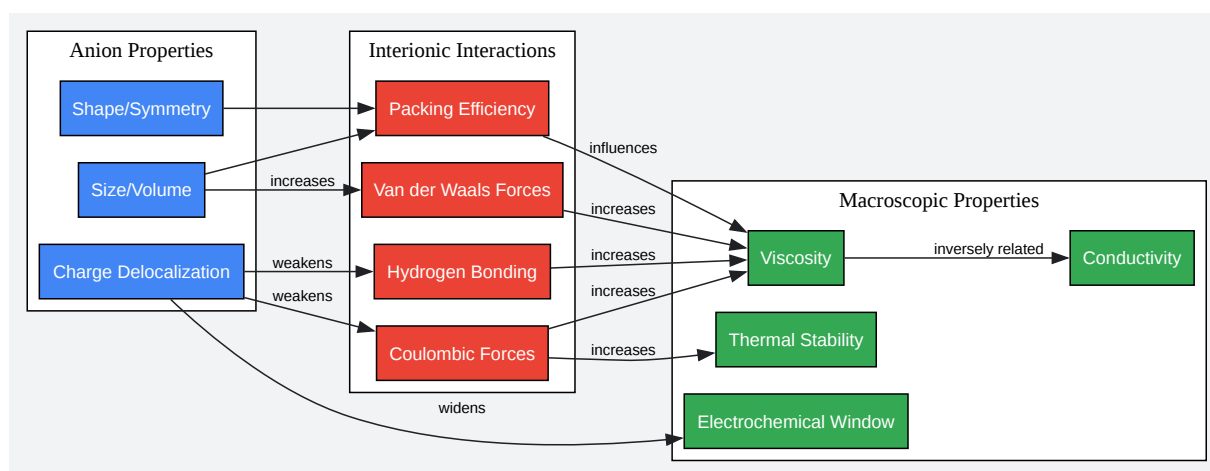 Anion Properties
Shape/Symmetry
Size/Volume
Charge Delocalization
increases
weakens
weakens
widens
Interionic Interactions
Packing Efficiency
Van der Waals Forces
Hydrogen Bonding
Coulombic Forces
influences
increases
increases
increases
increases
Macroscopic Properties
Viscosity
inversely related
Conductivity
Thermal Stability
Electrochemical Window